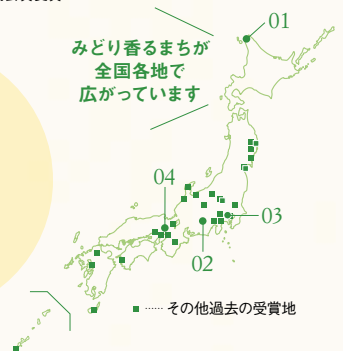 01
みどり香るまちが
全国各地で
広がっています
04
03
02
■ …… その他過去の受賞地